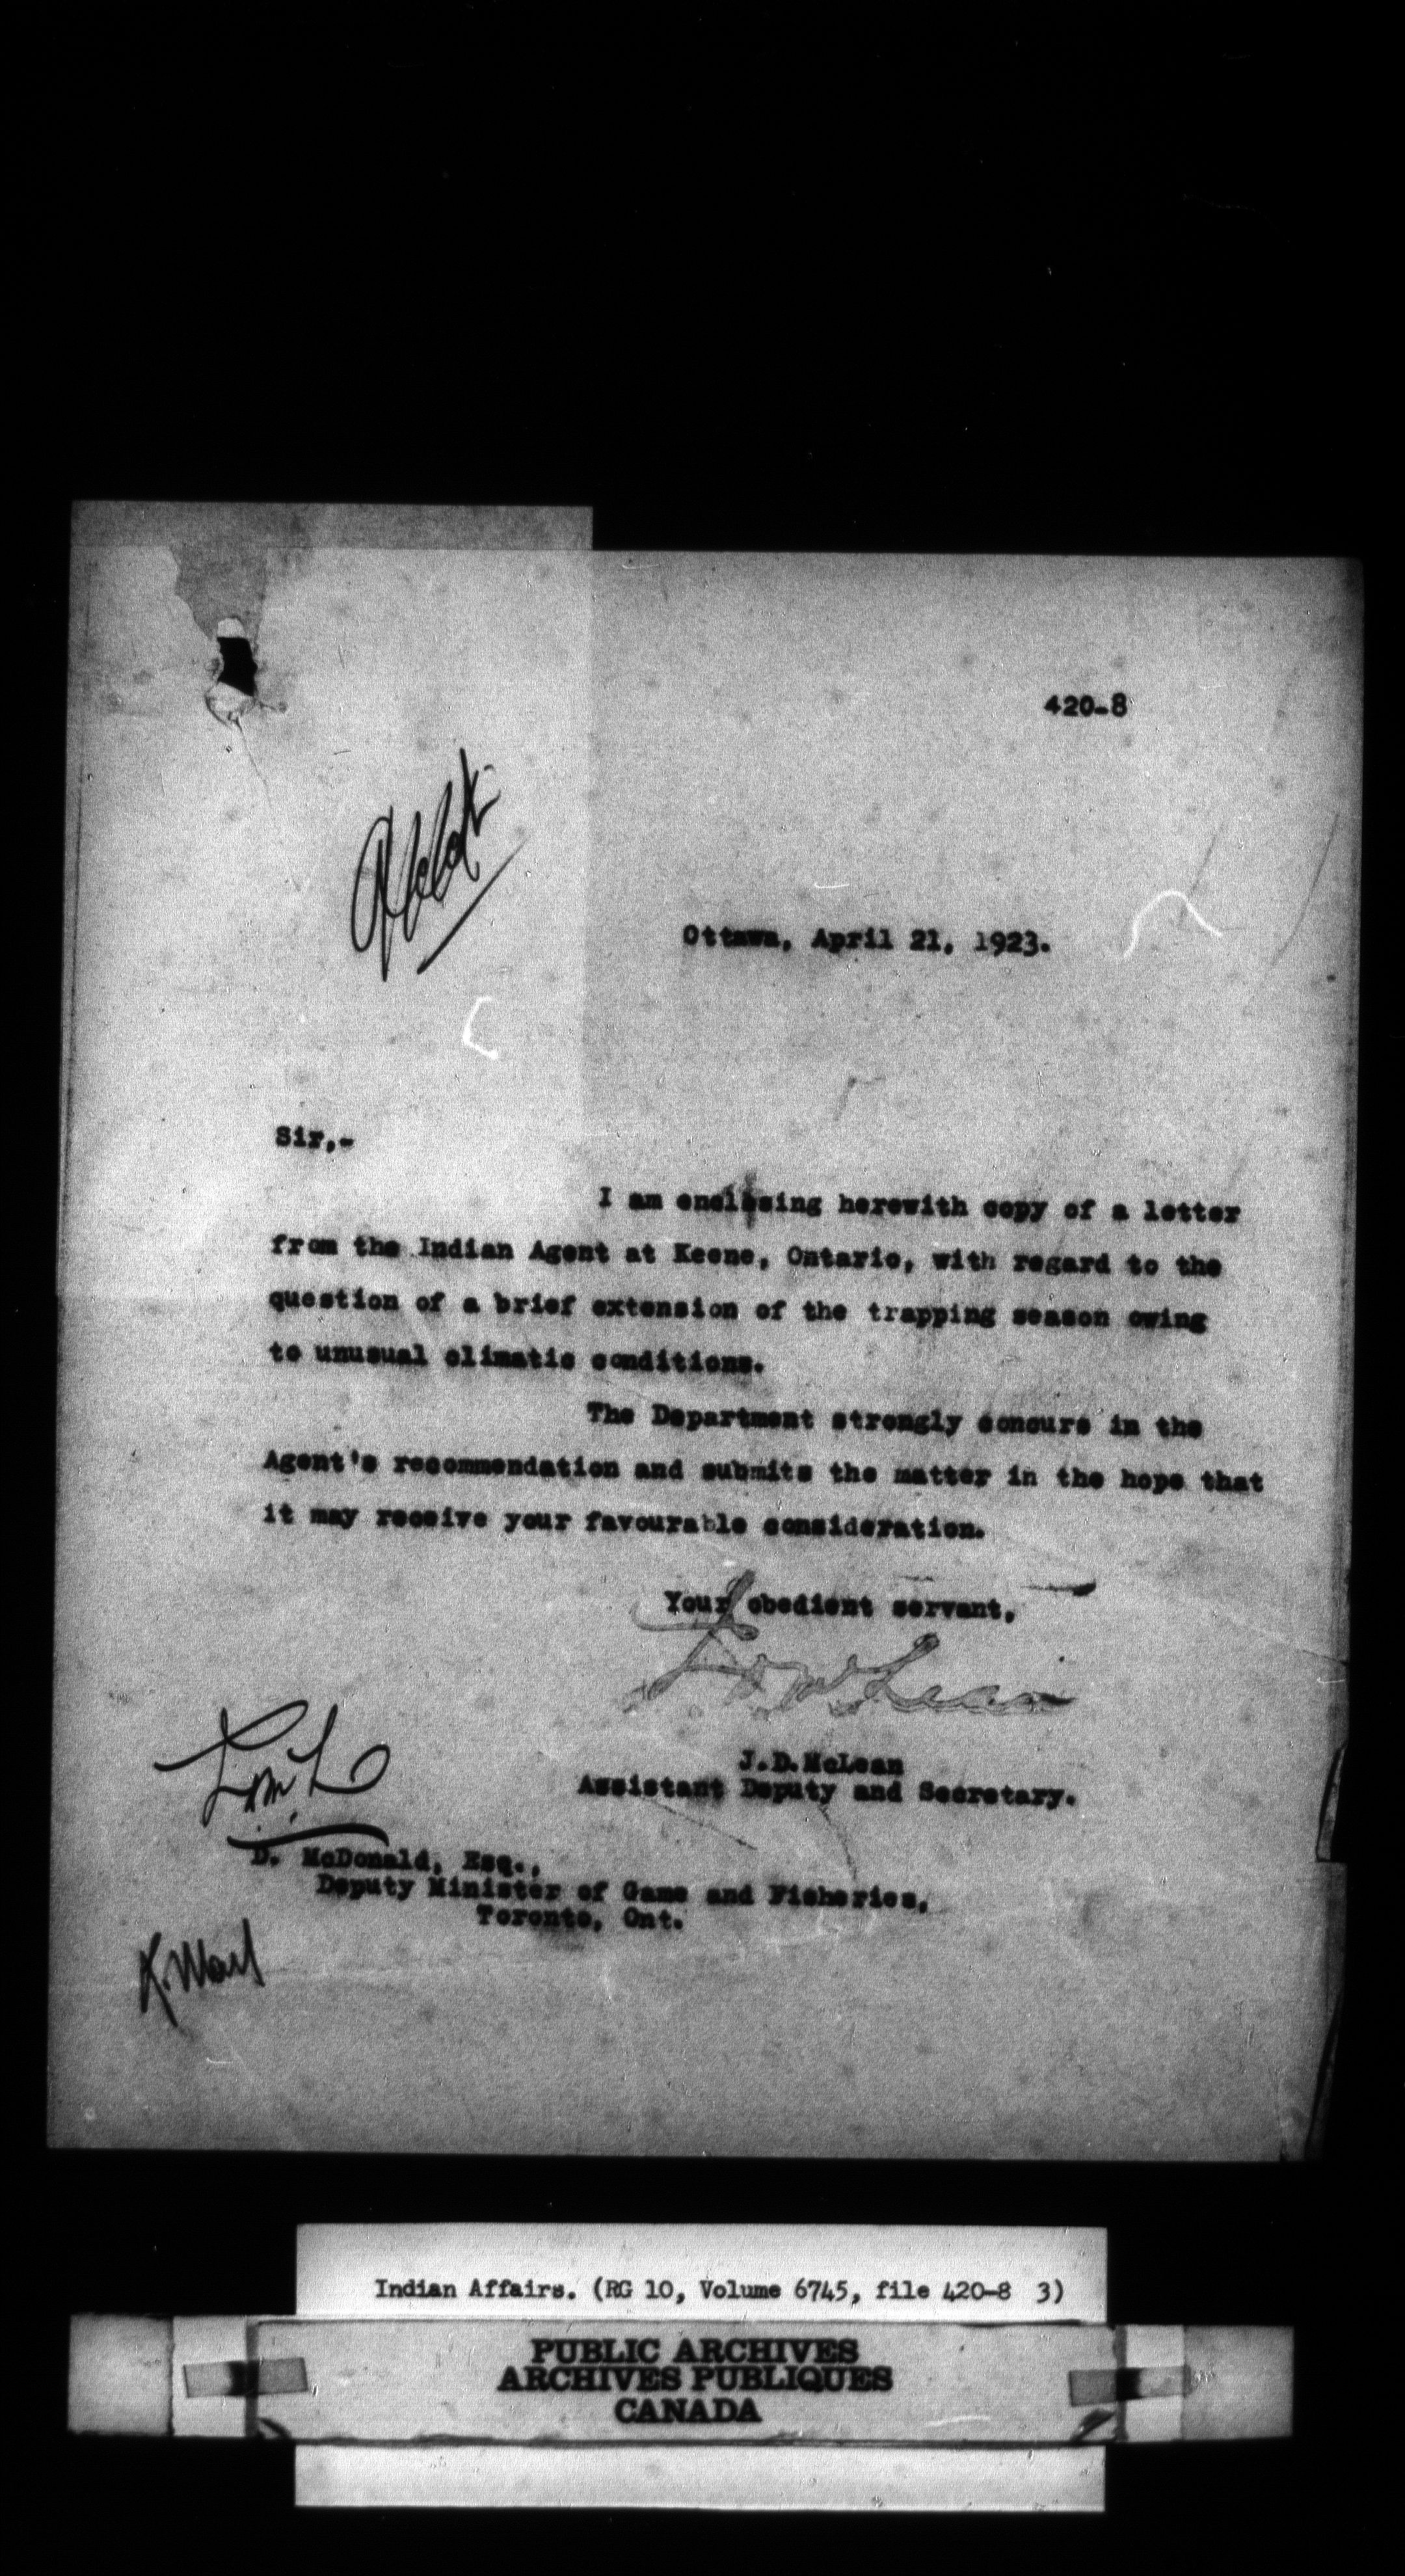 420-8
Ottawa, April 21, 1923.
Sir,-
I am enclosing herewith copy of a letter
from the Indian Agent at Keene, Ontario, with regard to the
question of a brief extension of the trapping season owing
to unusual climatic conditions.
The Department strongly concurs in the
Agent's recommendation and submits the matter in the hope that
it may receive your favourable consideration.
Your obedient servant,
J.D.McLean
Assistant Deputy and Secretary.
D. McDonald, Esq.,
Deputy Minister of Game and Fisheries,
Toronto, Ont.
Indian Affairs. (RG 10, Volume 6745, file 420-8 3)
PUBLIC ARCHIVES
ARCHIVES PUBLIQUES
CANADA